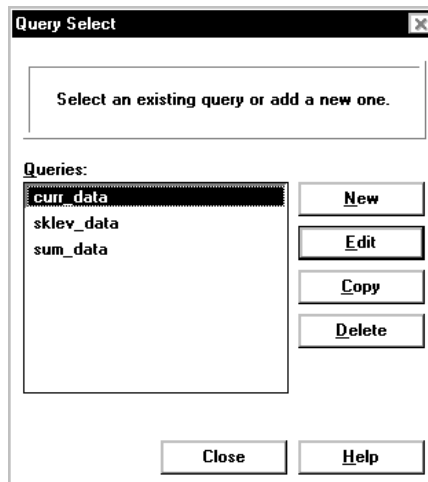 Query Select
Select an existing query or add a new one.
Queries:
curr_data
sklev_data
sum_data
New
Edit
Copy
Delete
Close
Help